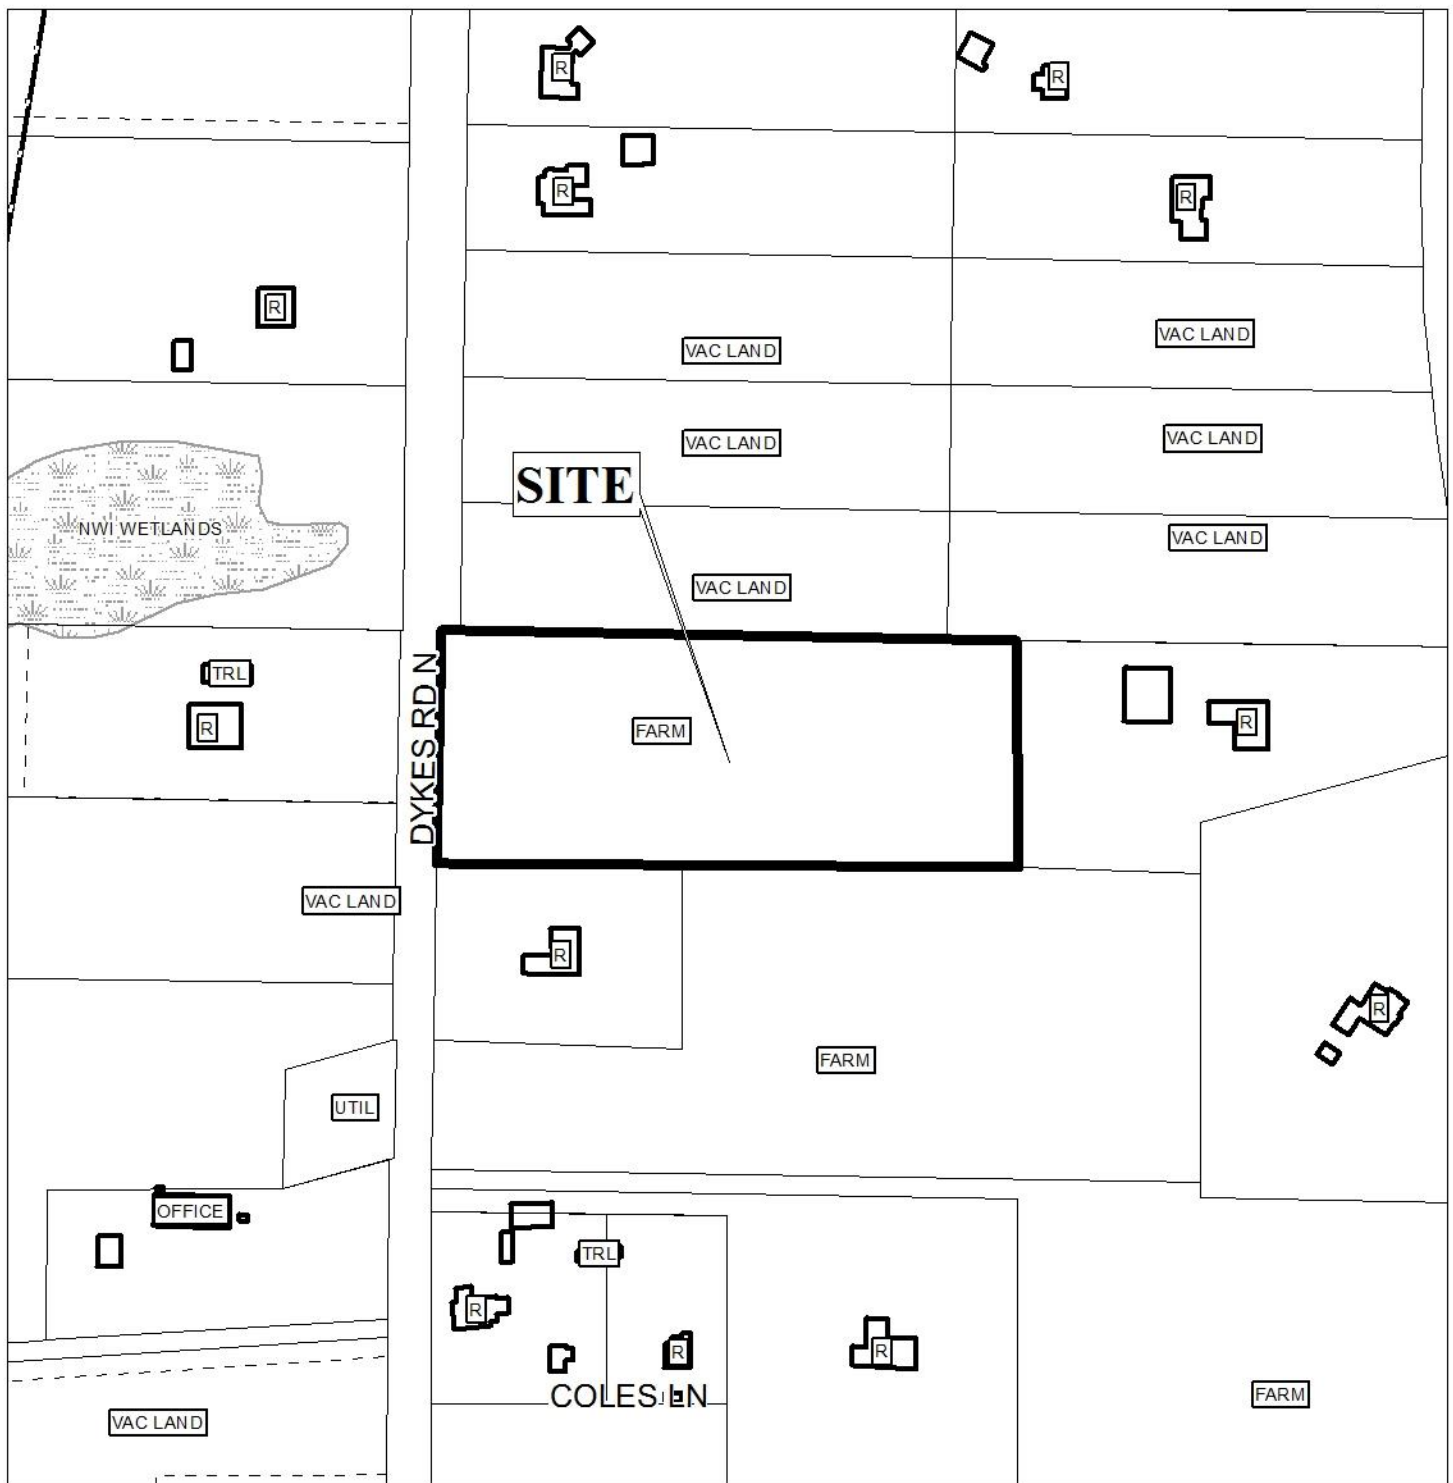 R
R
R
R
R
R
VAC LAND
VAC LAND
VAC LAND
VAC LAND
SITE
NWI WETLANDS
VAC LAND
VAC LAND
TRL
R
DYKES RD N
FARM
R
VAC LAND
R
R
FARM
UTIL
OFFICE
TRL
R
R
R
COLES LN
FARM
VAC LAND